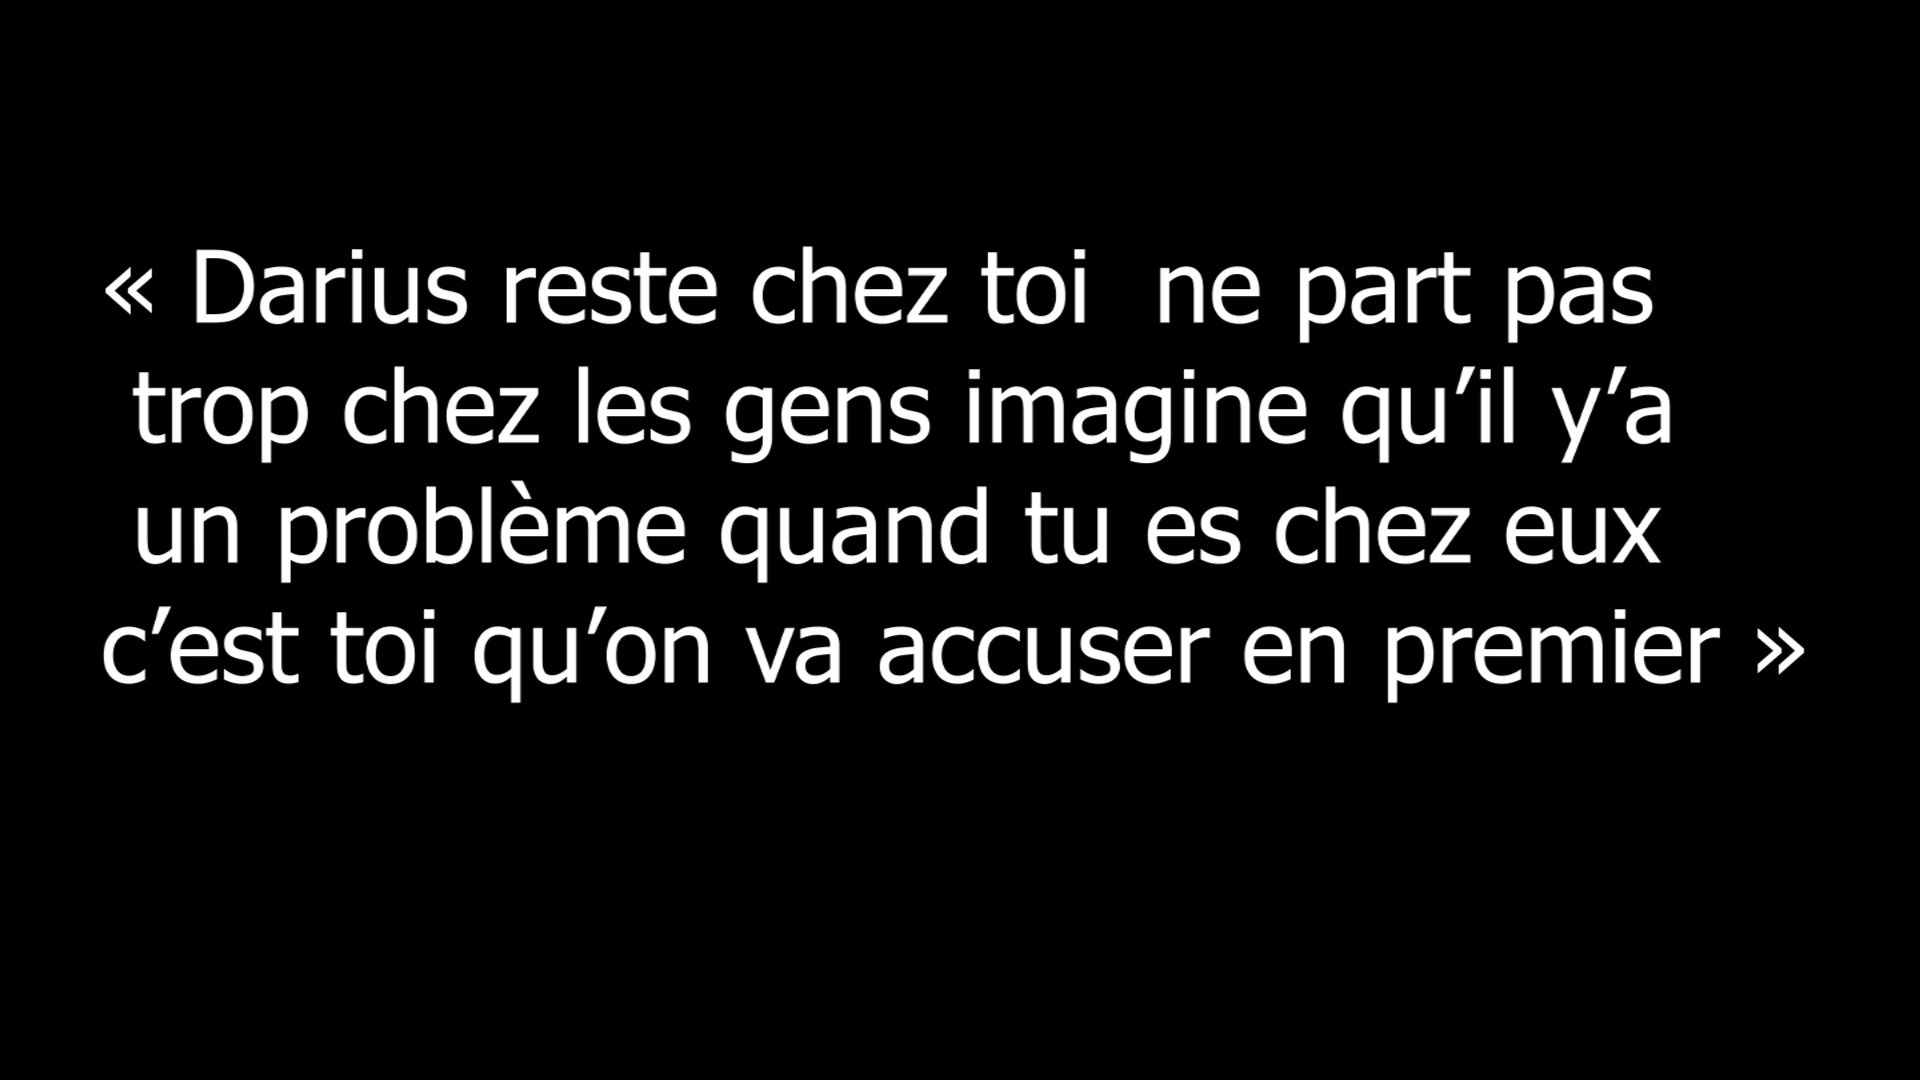 « Darius reste chez toi  ne part pas
trop chez les gens imagine qu’il y’a
un problème quand tu es chez eux
c’est toi qu’on va accuser en premier »